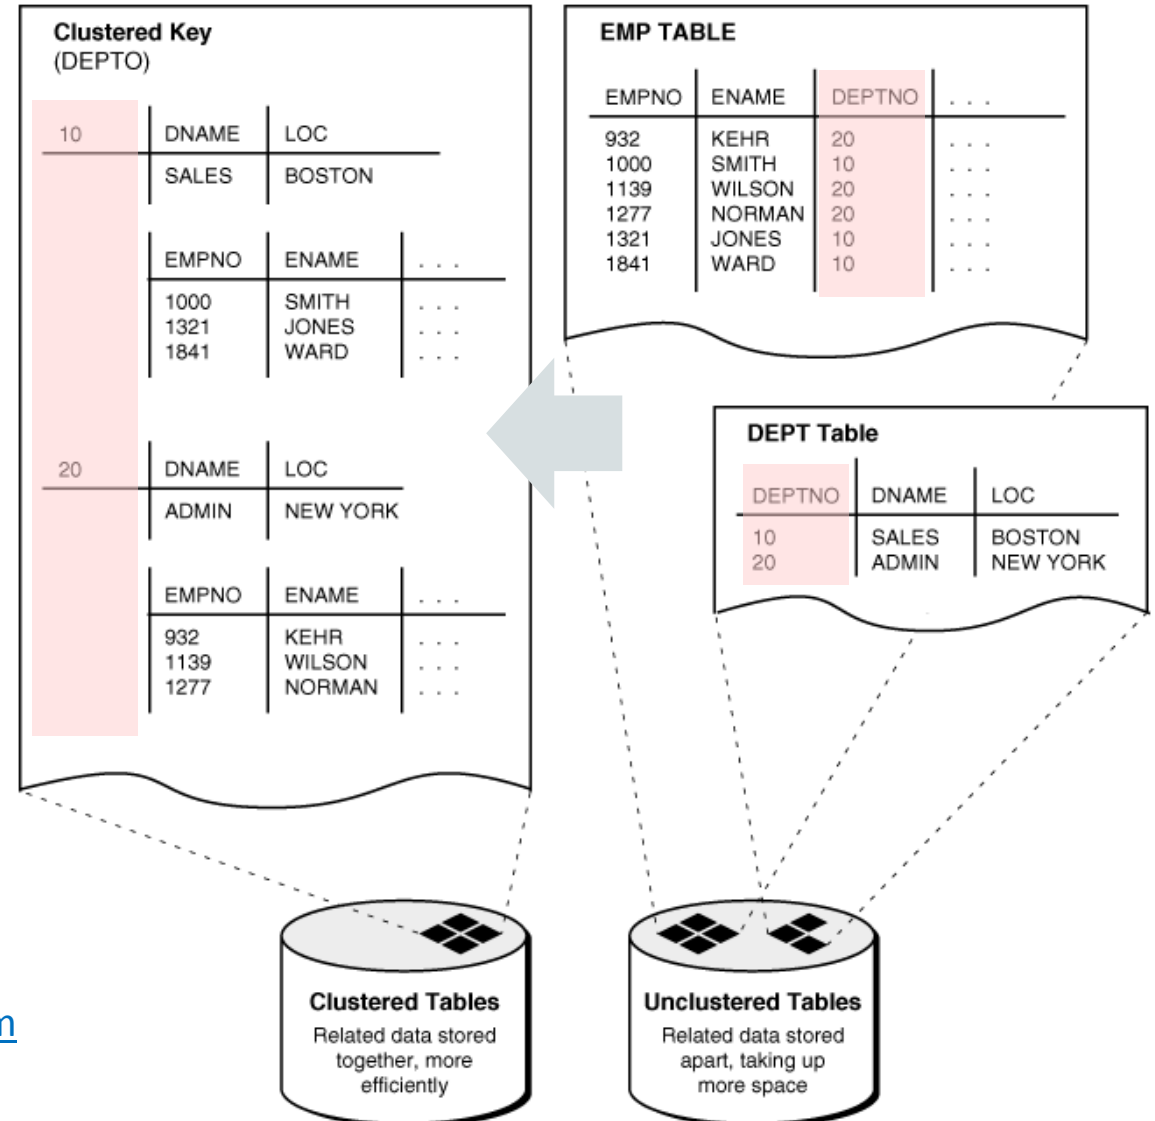 Clustered Key
(DEPTO)
10 DNAME LOC
SALES BOSTON
EMPNO ENAME . . .
1000 SMITH . . .
1321 JONES . . .
1841 WARD . . .
20 DNAME LOC
ADMIN NEW YORK
EMPNO ENAME . . .
932 KEHR . . .
1139 WILSON . . .
1277 NORMAN . . .
EMP TABLE
EMPNO ENAME DEPTNO . . .
932 KEHR 20 . . .
1000 SMITH 10 . . .
1139 WILSON 20 . . .
1277 NORMAN 20 . . .
1321 JONES 10 . . .
1841 WARD 10 . . .
DEPT Table
DEPTNO DNAME LOC
10 SALES BOSTON
20 ADMIN NEW YORK
Clustered Tables
Related data stored
together, more
efficiently
Unclustered Tables
Related data stored
apart, taking up
more space